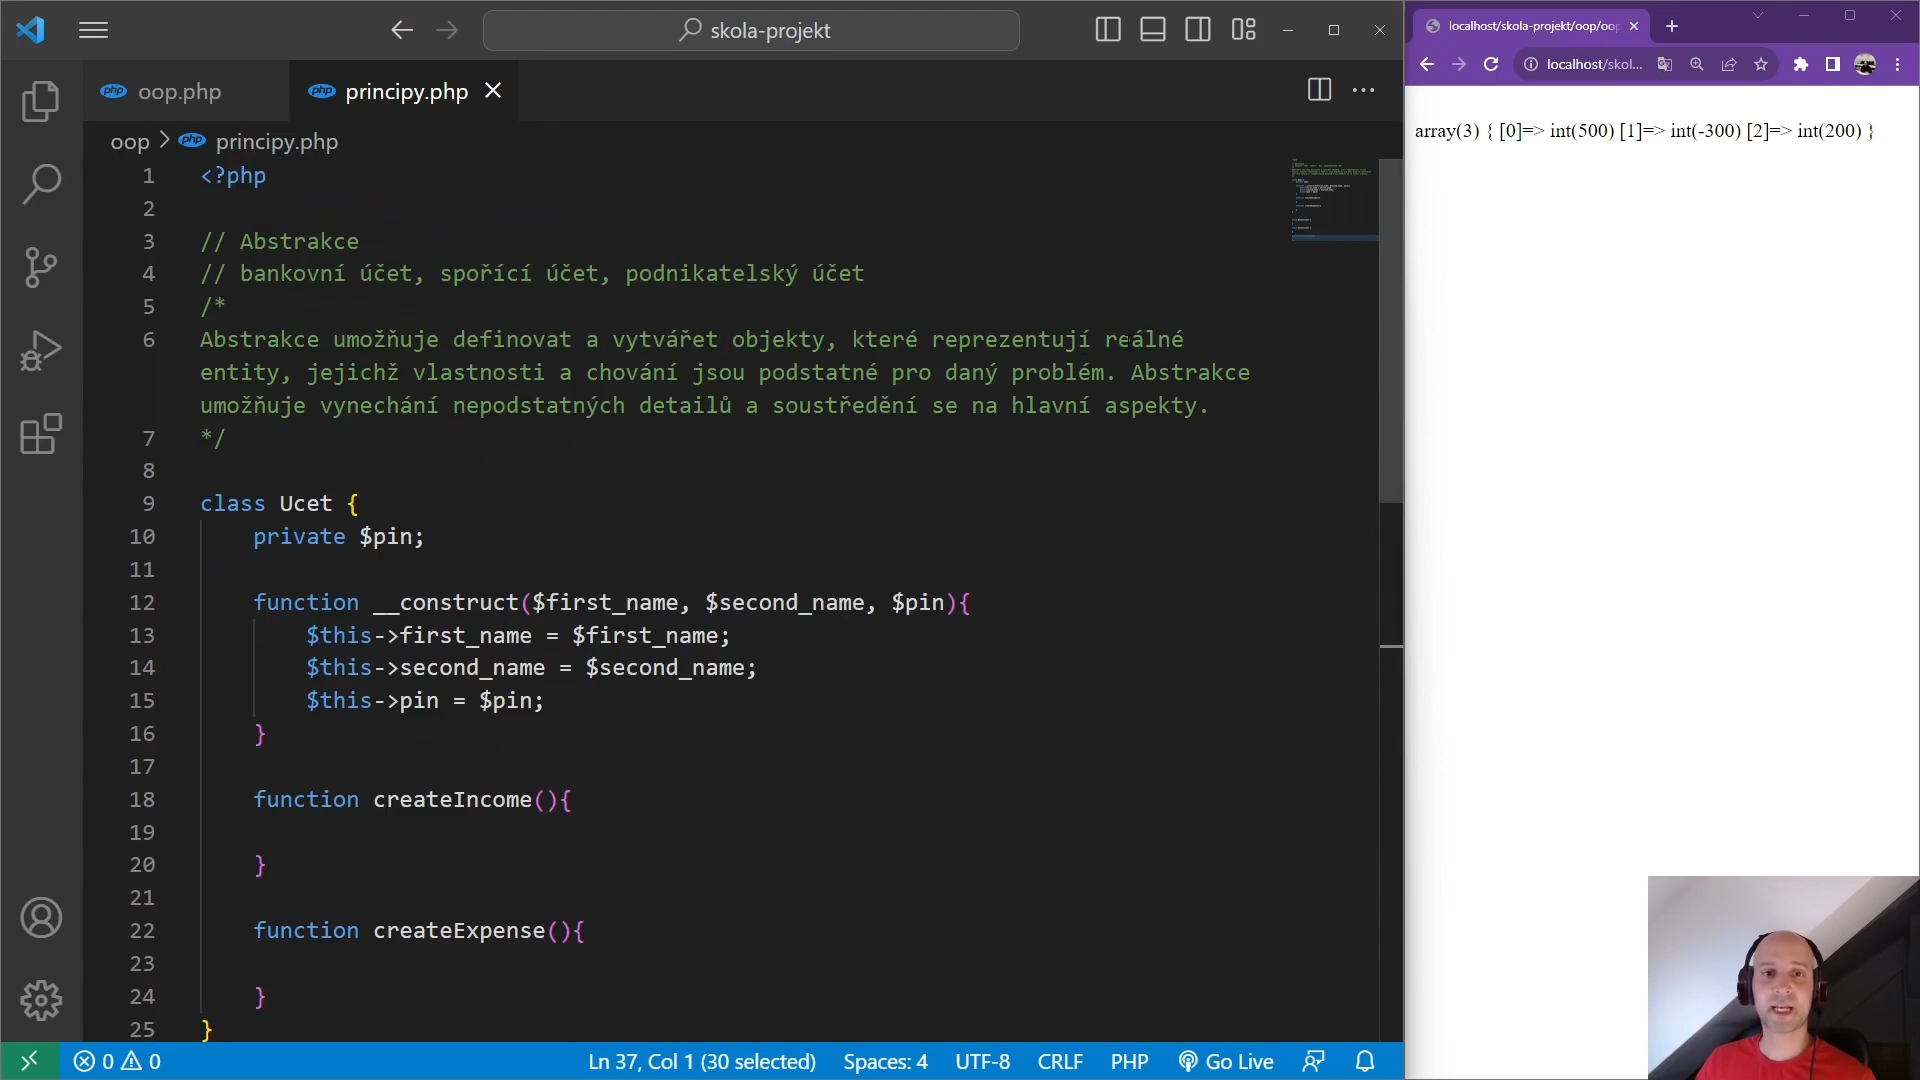 skola-projekt
oop.php
principy.php
oop > principy.php
1 <?php
2
3 // Abstrakce
4 // bankovní účet, spořící účet, podnikatelský účet
5 /*
6 Abstrakce umožňuje definovat a vytvářet objekty, které reprezentují reálné
entity, jejichž vlastnosti a chování jsou podstatné pro daný problém. Abstrakce
umožňuje vynechání nepodstatných detailů a soustředění se na hlavní aspekty.
7 */
8
9 class Ucet {
10 private $pin;
11
12 function __construct($first_name, $second_name, $pin){
13 $this->first_name = $first_name;
14 $this->second_name = $second_name;
15 $this->pin = $pin;
16 }
17
18 function createIncome(){
19
20 }
21
22 function createExpense(){
23
24 }
25 }
0 0
Ln 37, Col 1 (30 selected) Spaces: 4 UTF-8 CRLF PHP Go Live
localhost/skola-projekt/oop/oop
localhost/skol...
array(3) { [0]=> int(500) [1]=> int(-300) [2]=> int(200) }